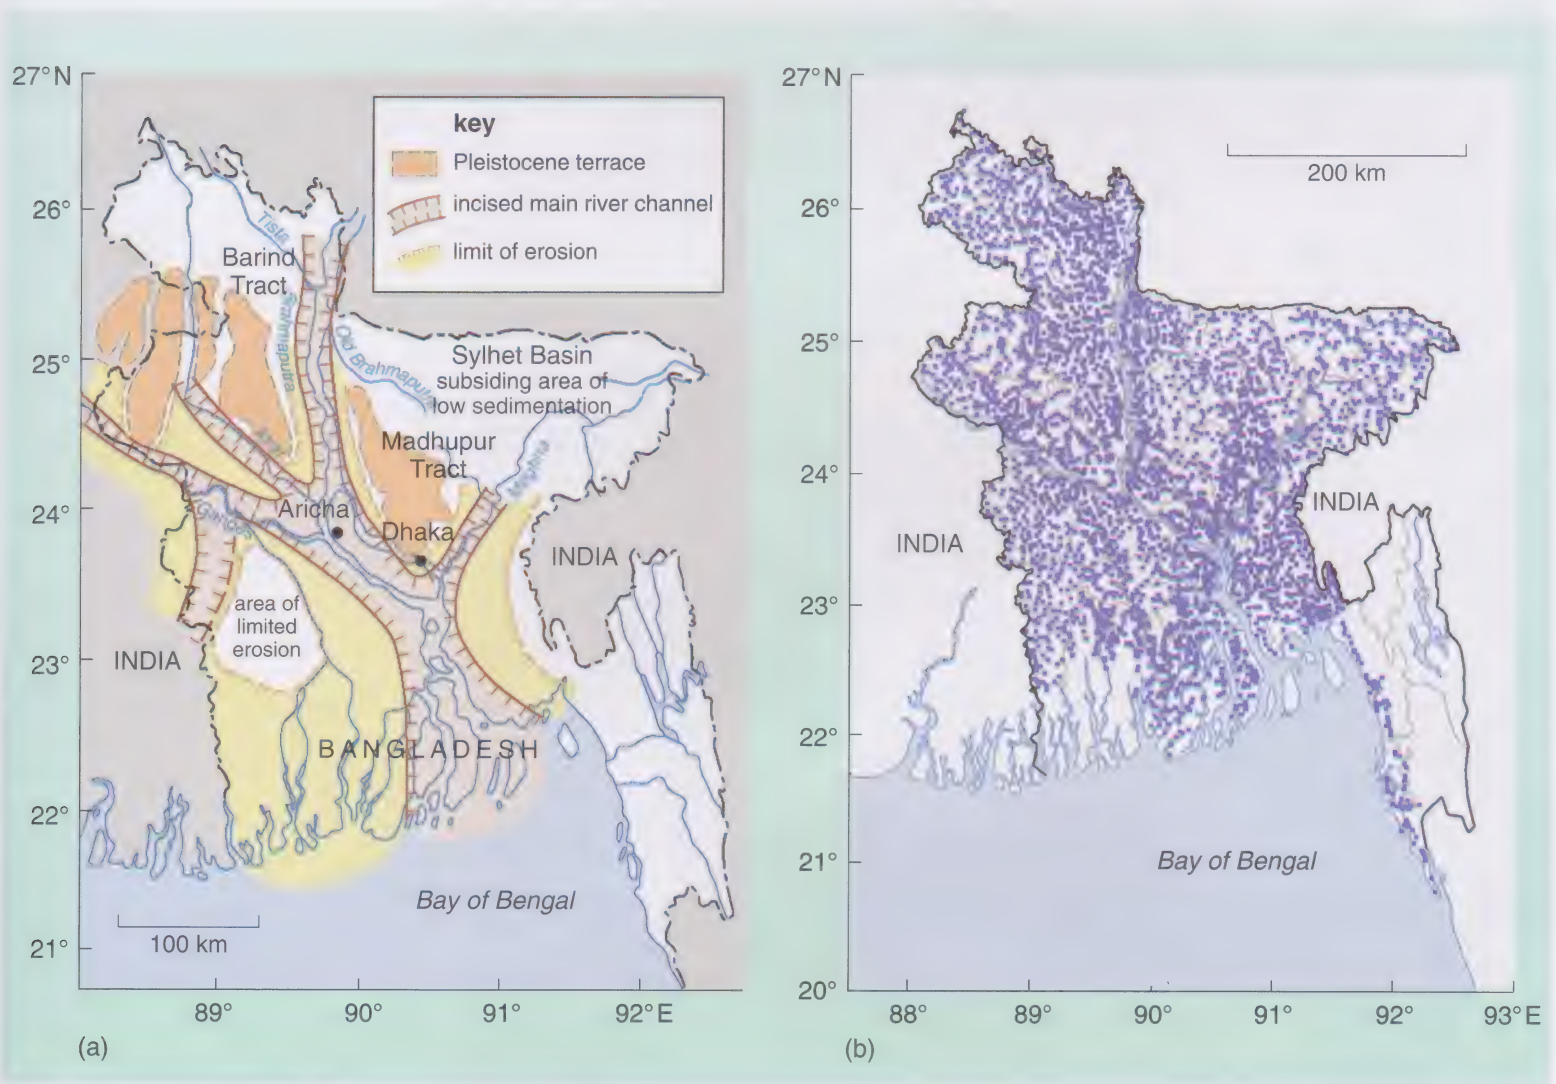 27° N
26°
25°
24°
23°
22°
21°
89°
90°
91°
92° E
key
Pleistocene terrace
incised main river channel
limit of erosion
Tista
Barind
Tract
Brahmaputra
Old Brahmaputra
Sylhet Basin
subsiding area of
low sedimentation
Atrai
Madhupur
Tract
Meghna
Ganges
Aricha
Dhaka
INDIA
area of
limited
erosion
INDIA
BANGLADESH
Bay of Bengal
100 km
(a)
27° N
26°
25°
24°
23°
22°
21°
20°
88°
89°
90°
91°
92°
93° E
200 km
INDIA
INDIA
Bay of Bengal
(b)